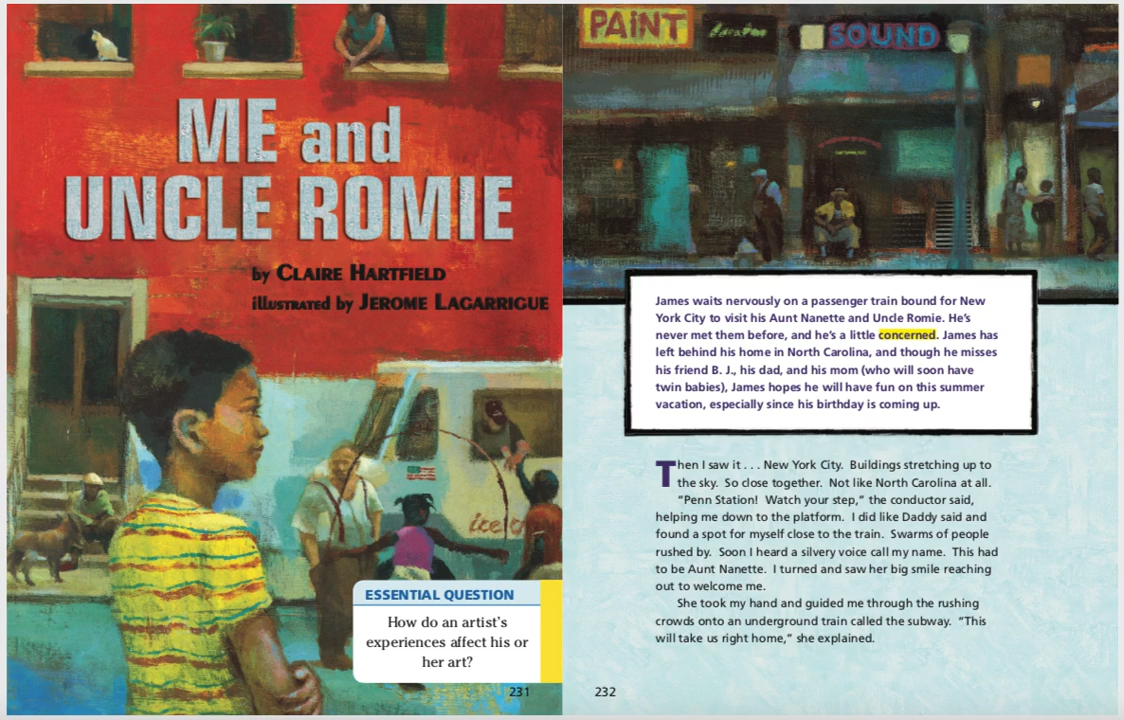 ME and
UNCLE ROMIE
by CLAIRE HARTFIELD
illustrated by JEROME LAGARRIGUE
ESSENTIAL QUESTION
How do an artist's
experiences affect his or
her art?
231
PAINT
SOUND
James waits nervously on a passenger train bound for New
York City to visit his Aunt Nanette and Uncle Romie. He's
never met them before, and he's a little concerned. James has
left behind his home in North Carolina, and though he misses
his friend B. J., his dad, and his mom (who will soon have
twin babies), James hopes he will have fun on this summer
vacation, especially since his birthday is coming up.
Then I saw it . . . New York City. Buildings stretching up to
the sky. So close together. Not like North Carolina at all.
“Penn Station! Watch your step,” the conductor said,
helping me down to the platform. I did like Daddy said and
found a spot for myself close to the train. Swarms of people
rushed by. Soon I heard a silvery voice call my name. This had
to be Aunt Nanette. I turned and saw her big smile reaching
out to welcome me.
She took my hand and guided me through the rushing
crowds onto an underground train called the subway. “This
will take us right home,” she explained.
232